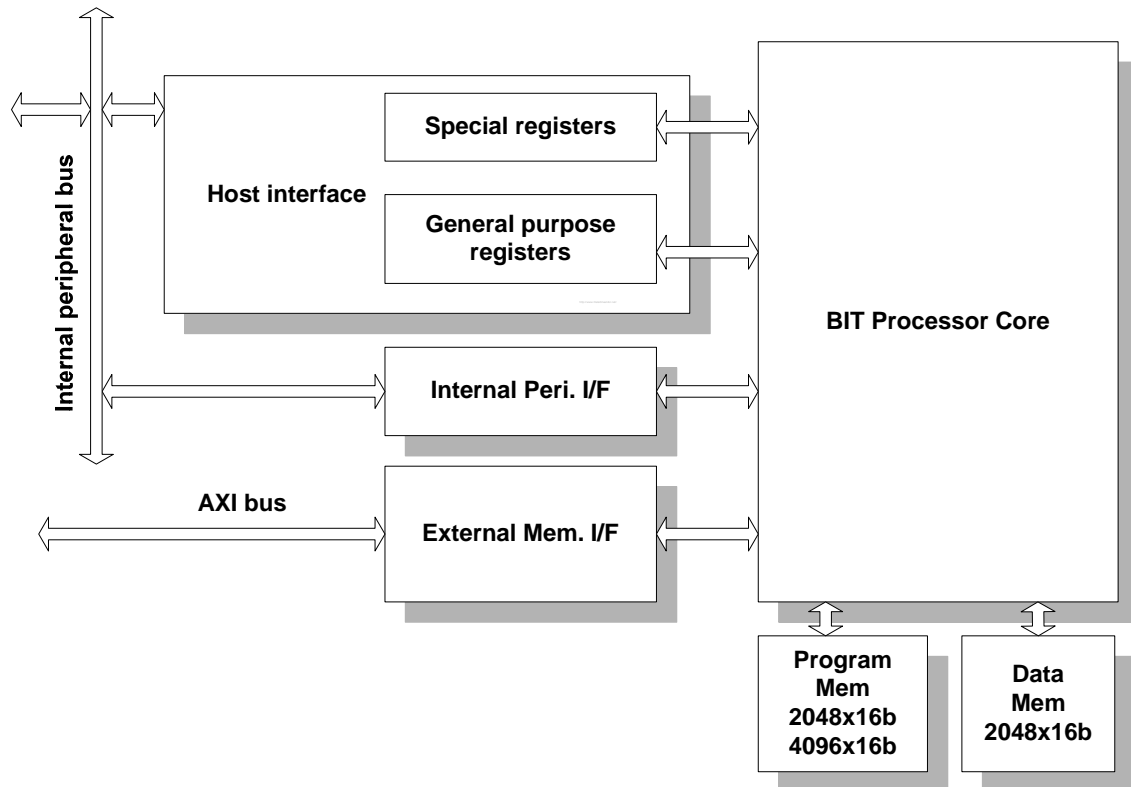 Internal peripheral bus
Special registers
Host interface
General purpose
registers
BIT Processor Core
Internal Peri. I/F
AXI bus
External Mem. I/F
Program
Mem
2048x16b
4096x16b
Data
Mem
2048x16b